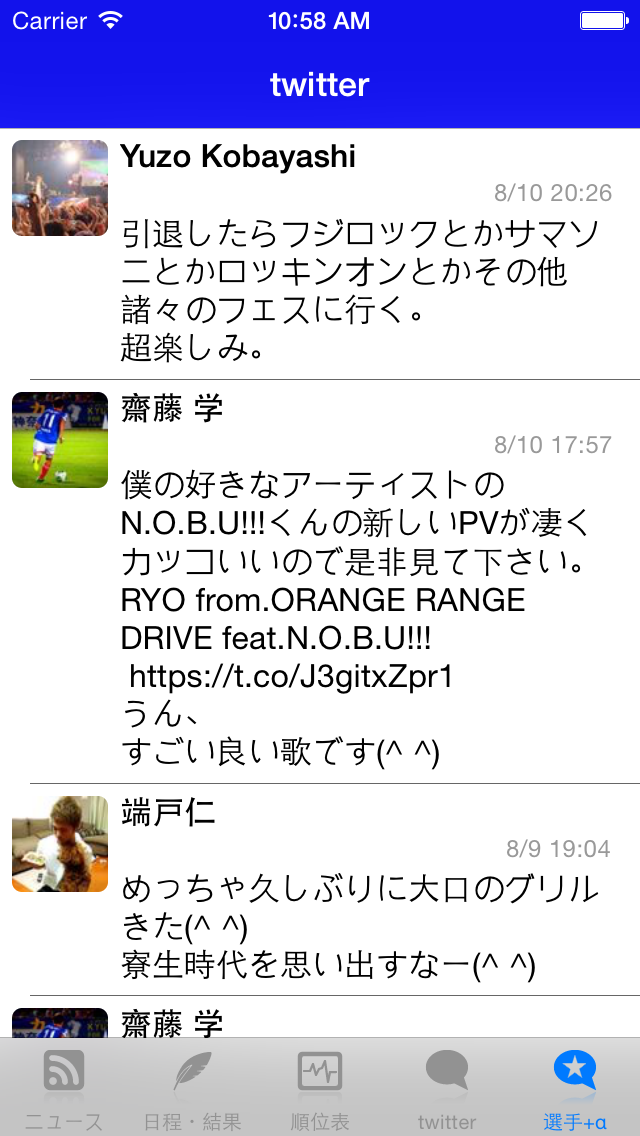 Carrier 10:58 AM
twitter
Yuzo Kobayashi
8/10 20:26
引退したらフジロックとかサマソ
ニとかロッキンオンとかその他
諸々のフェスに行く。
超楽しみ。
齋藤 学
8/10 17:57
僕の好きなアーティストの
N.O.B.U!!!くんの新しいPVが凄く
カッコいいので是非見て下さい。
RYO from.ORANGE RANGE
DRIVE feat.N.O.B.U!!!
https://t.co/J3gitxZpr1
うん、
すごい良い歌です(^ ^)
端戸仁
8/9 19:04
めっちゃ久しぶりに大口のグリル
きた(^ ^)
寮生時代を思い出すなー(^ ^)
齋藤 学
ニュース 日程・結果 順位表 twitter 選手+α